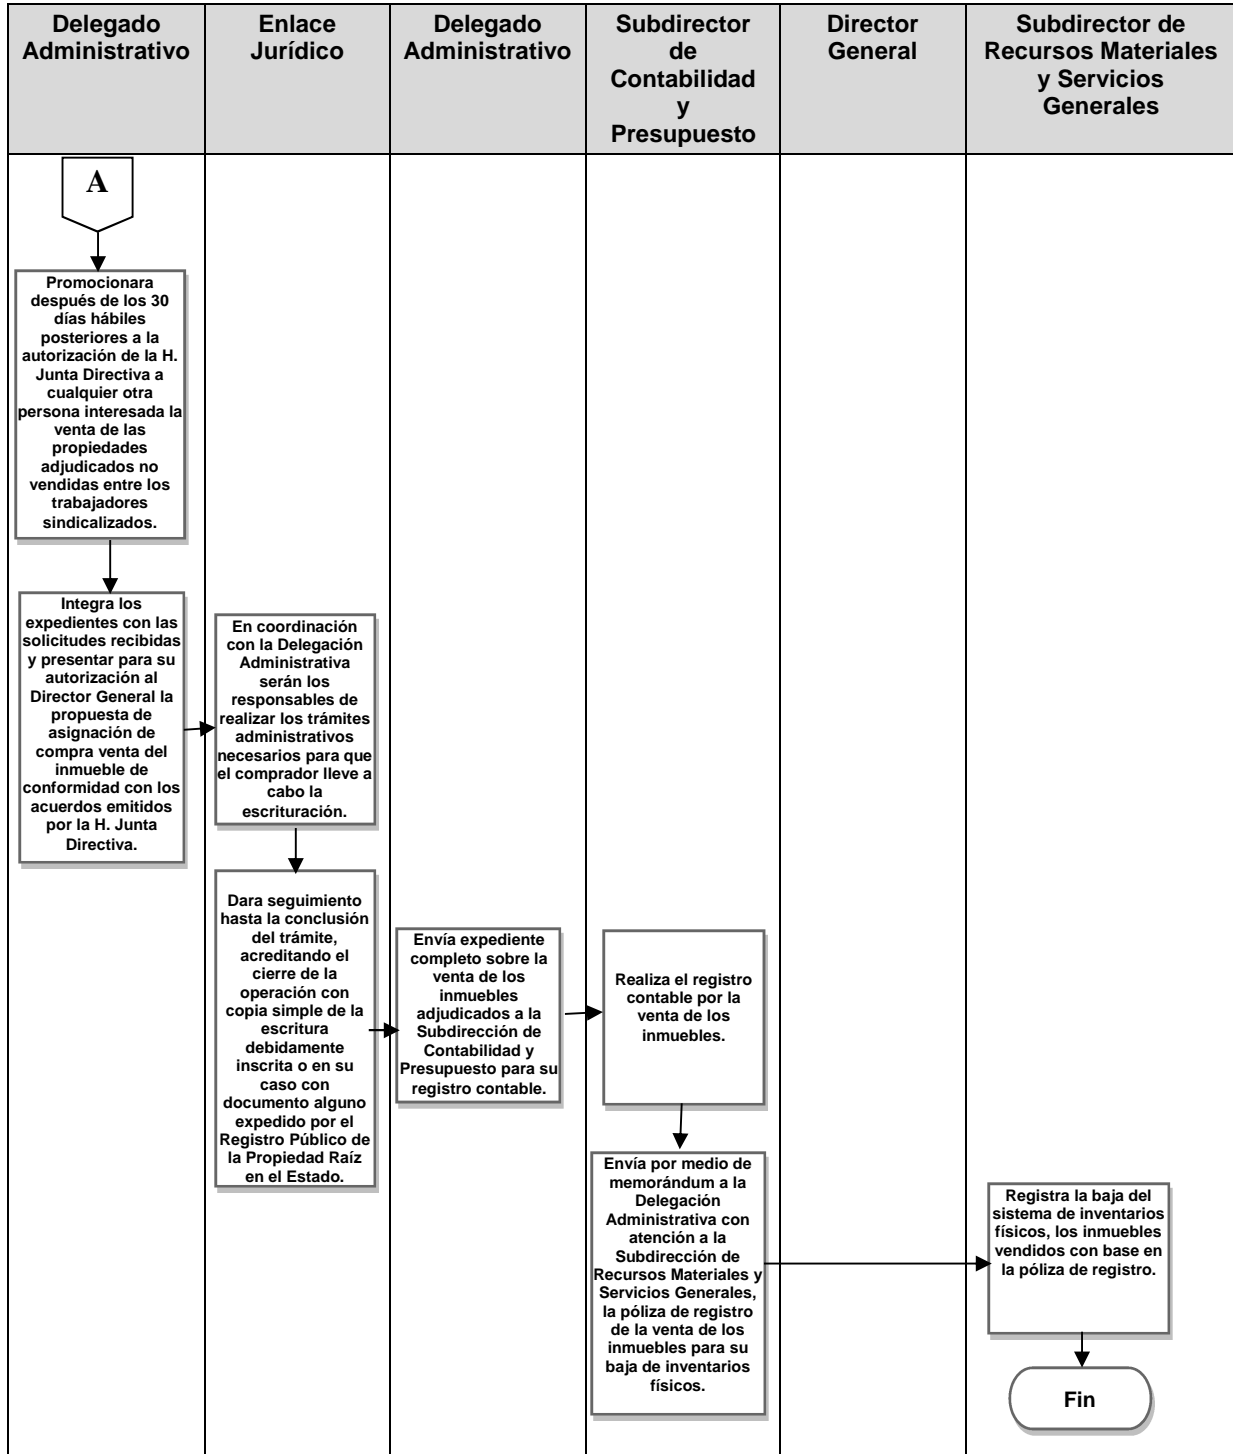 Delegado
Administrativo
Enlace
Jurídico
Delegado
Administrativo
Subdirector
de
Contabilidad
y
Presupuesto
Director
General
Subdirector de
Recursos Materiales
y Servicios
Generales
A
Promocionara
después de los 30
días hábiles
posteriores a la
autorización de la H.
Junta Directiva a
cualquier otra
persona interesada la
venta de las
propiedades
adjudicados no
vendidas entre los
trabajadores
sindicalizados.
Integra los
expedientes con las
solicitudes recibidas
y presentar para su
autorización al
Director General la
propuesta de
asignación de
compra venta del
inmueble de
conformidad con los
acuerdos emitidos
por la H. Junta
Directiva.
En coordinación
con la Delegación
Administrativa
serán los
responsables de
realizar los trámites
administrativos
necesarios para que
el comprador lleve a
cabo la
escrituración.
Dara seguimiento
hasta la conclusión
del trámite,
acreditando el
cierre de la
operación con
copia simple de la
escritura
debidamente
inscrita o en su
caso con
documento alguno
expedido por el
Registro Público de
la Propiedad Raíz
en el Estado.
Envía expediente
completo sobre la
venta de los
inmuebles
adjudicados a la
Subdirección de
Contabilidad y
Presupuesto para su
registro contable.
Realiza el registro
contable por la
venta de los
inmuebles.
Envía por medio de
memorándum a la
Delegación
Administrativa con
atención a la
Subdirección de
Recursos Materiales y
Servicios Generales,
la póliza de registro
de la venta de los
inmuebles para su
baja de inventarios
físicos.
Registra la baja del
sistema de inventarios
físicos, los inmuebles
vendidos con base en
la póliza de registro.
Fin